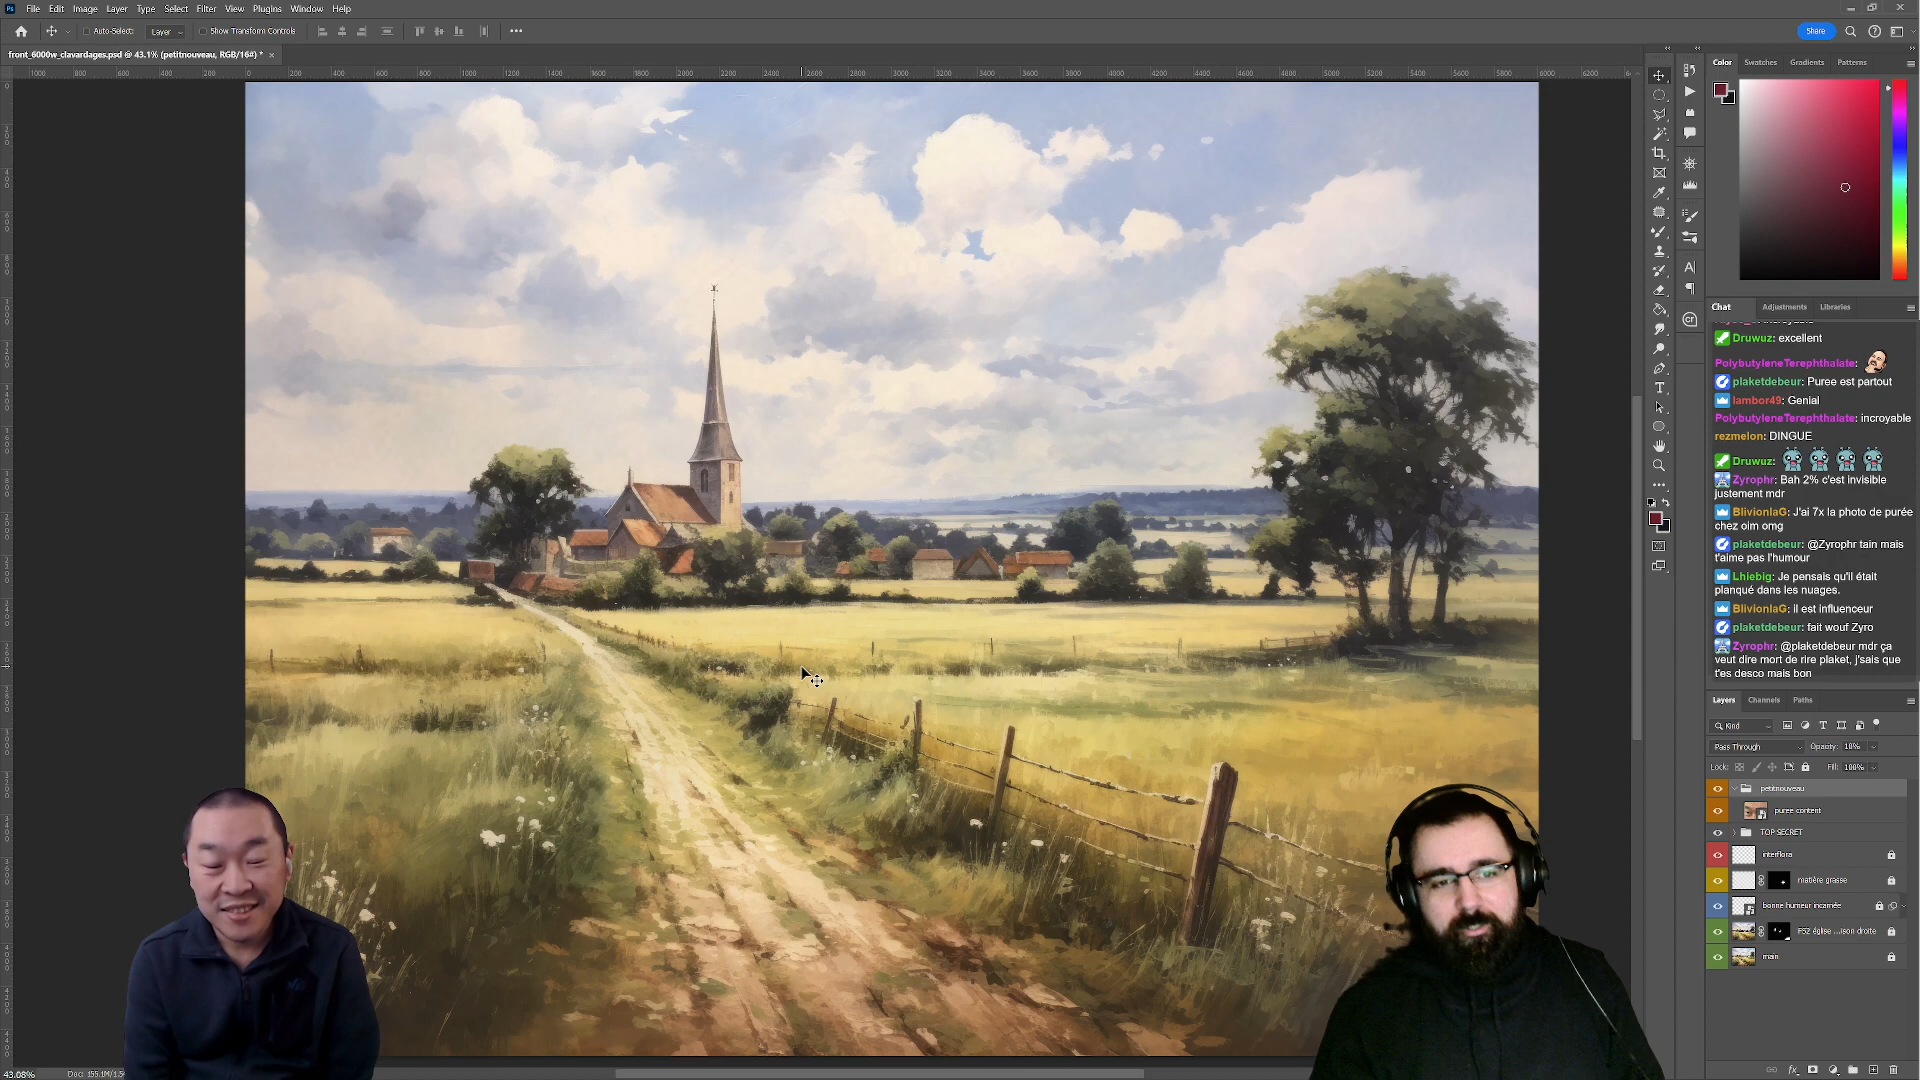 File Edit Image Layer Type Select Filter View Plugins Window Help
Auto-Select: Layer Show Transform Controls
Share
front_6000w_clavardages.psd @ 43.1% (petitnouveau, RGB/16#) *
Color Swatches Gradients Patterns
Chat Adjustments Libraries
Druwuz: excellent
PolybutyleneTerephthalate:
plaketdebeur: Puree est partout
lambor49: Genial
PolybutyleneTerephthalate: incroyable
rezmelon: DINGUE
Druwuz:
Zyrophr: Bah 2% c'est invisible
justement mdr
BlivionlaG: J'ai 7x la photo de purée
chez oim omg
plaketdebeur: @Zyrophr tain mais
t'aime pas l'humour
Lhiebig: Je pensais qu'il était
planqué dans les nuages.
BlivionlaG: il est influenceur
plaketdebeur: fait wouf Zyro
Zyrophr: @plaketdebeur mdr ça
veut dire mort de rire plaket, j'sais que
t'es desco mais bon
Layers Channels Paths
Kind
Pass Through Opacity: 10%
Lock: Fill: 100%
petitnouveau
puree content
TOP SECRET
interflora
matière grasse
bonne humeur incarnée
F52 église ...ison droite
main
43.08%